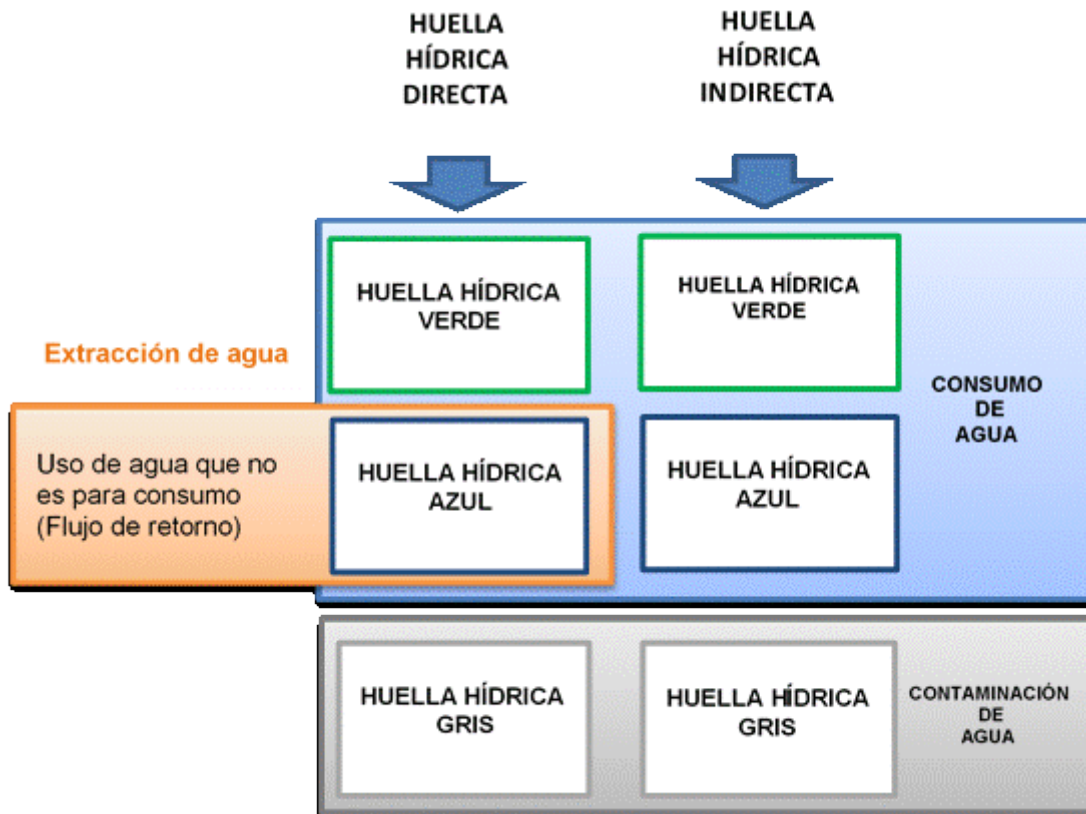 HUELLA
HÍDRICA
DIRECTA
HUELLA
HÍDRICA
INDIRECTA
HUELLA HÍDRICA
VERDE
HUELLA HÍDRICA
VERDE
Extracción de agua
CONSUMO
DE
AGUA
Uso de agua que no
es para consumo
(Flujo de retorno)
HUELLA HÍDRICA
AZUL
HUELLA HÍDRICA
AZUL
HUELLA HÍDRICA
GRIS
HUELLA HÍDRICA
GRIS
CONTAMINACIÓN
DE
AGUA